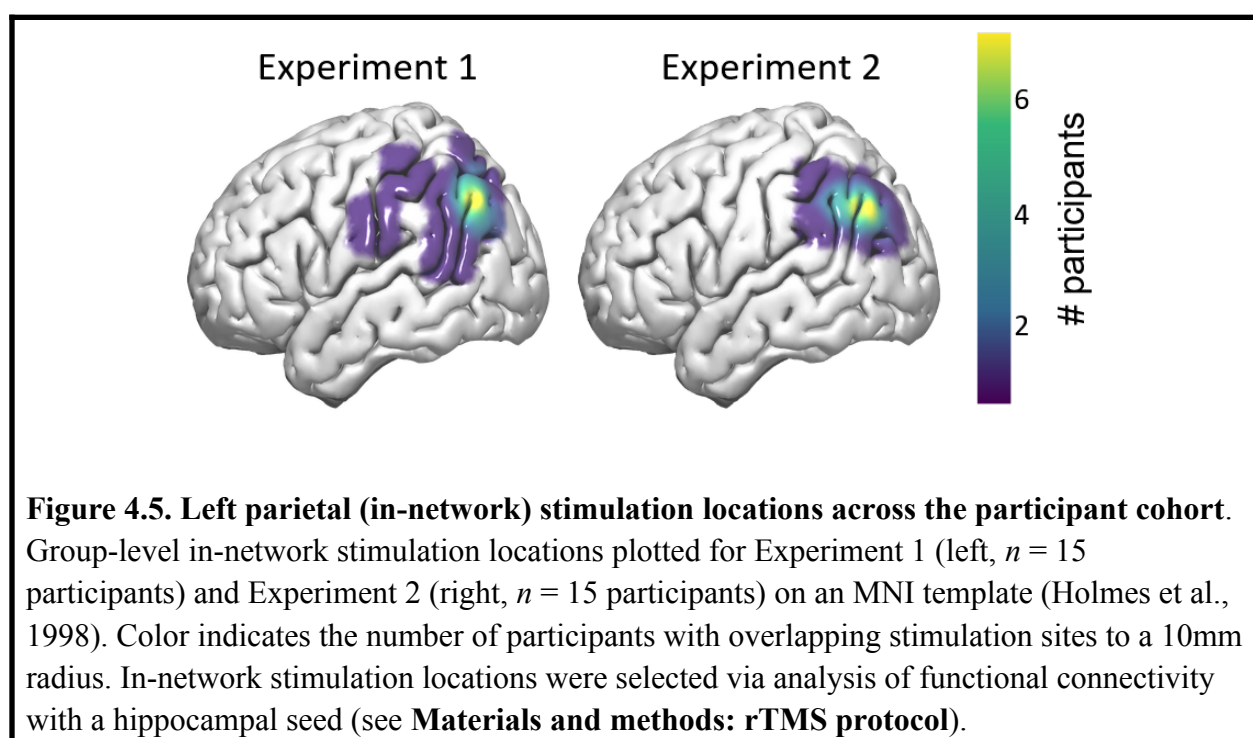 Experiment 1
Experiment 2
6
4
2
# participants
Figure 4.5. Left parietal (in-network) stimulation locations across the participant cohort.
Group-level in-network stimulation locations plotted for Experiment 1 (left, n = 15
participants) and Experiment 2 (right, n = 15 participants) on an MNI template (Holmes et al.,
1998). Color indicates the number of participants with overlapping stimulation sites to a 10mm
radius. In-network stimulation locations were selected via analysis of functional connectivity
with a hippocampal seed (see Materials and methods: rTMS protocol).